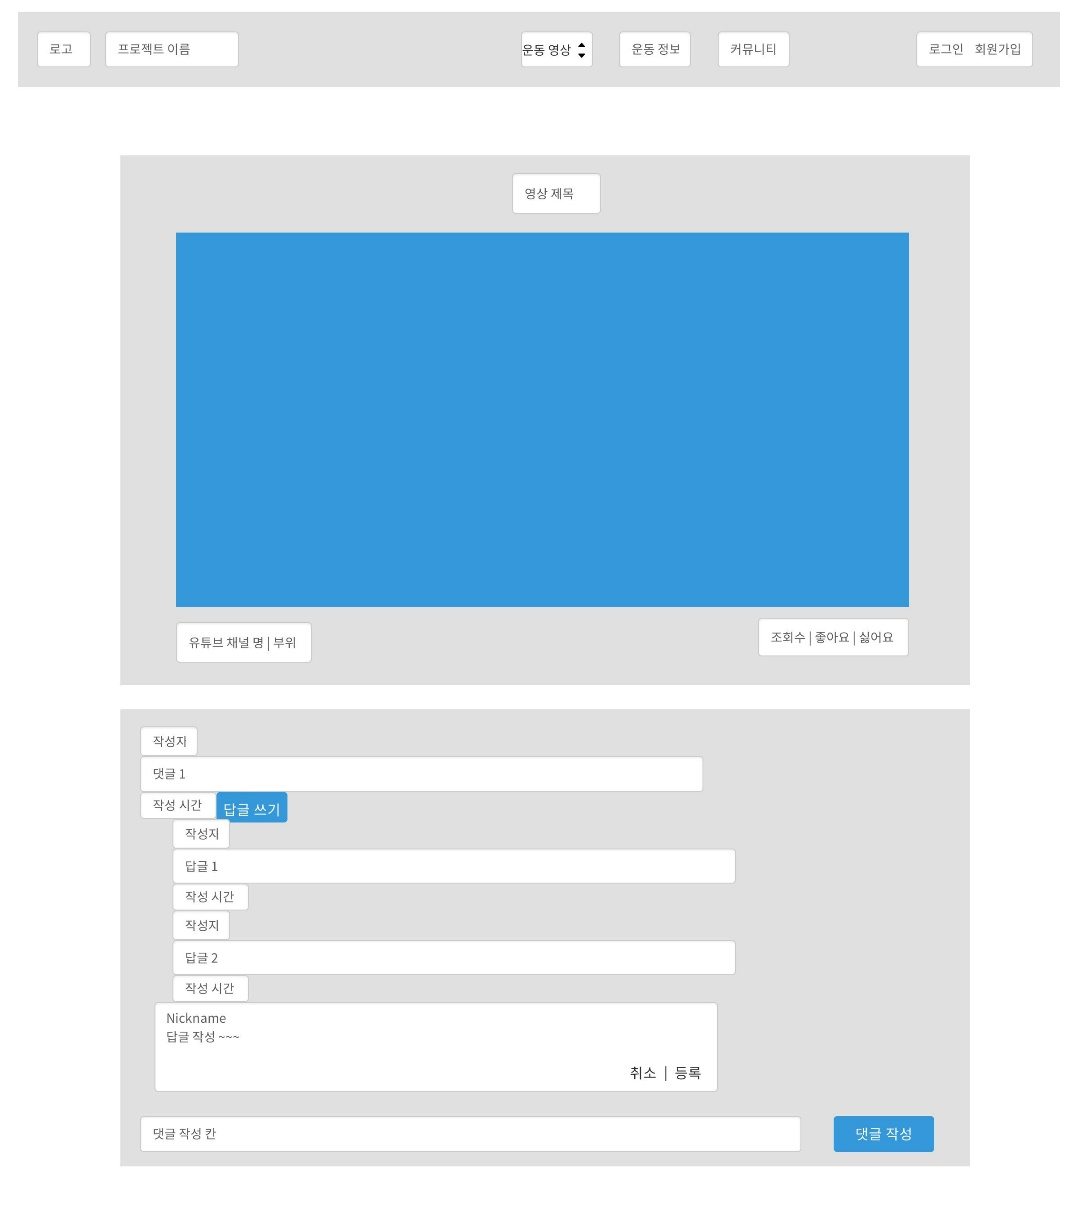 로고
프로젝트 이름
운동 영상
운동 정보
커뮤니티
로그인 회원가입
영상 제목
유튜브 채널 명 | 부위
조회수 | 좋아요 | 싫어요
작성지
댓글 1
작성 시간
답글 쓰기
작성지
답글 1
작성 시간
작성지
답글 2
작성 시간
Nickname
답글 작성 ~~~
취소 | 등록
댓글 작성 칸
댓글 작성